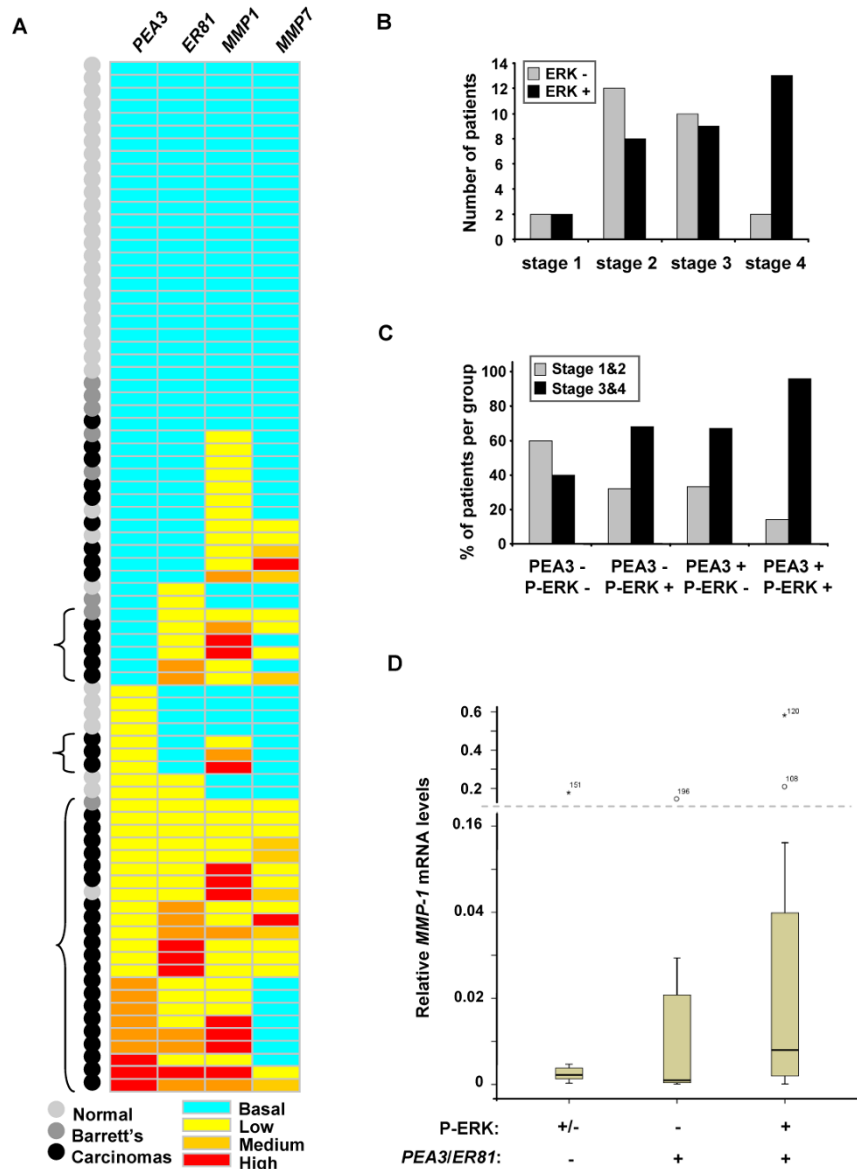 A
PEA3
ER81
MMP1
MMP7
Normal
Barrett's
Carcinomas
Basal
Low
Medium
High
B
Number of patients
14
12
10
8
6
4
2
0
ERK -
ERK +
stage 1
stage 2
stage 3
stage 4
C
% of patients per group
100
80
60
40
20
0
Stage 1&2
Stage 3&4
PEA3 -
P-ERK -
PEA3 -
P-ERK +
PEA3 +
P-ERK -
PEA3 +
P-ERK +
D
Relative MMP-1 mRNA levels
0.6
0.4
0.2
0.16
0.04
0.02
0
*151
196
*120
108
P-ERK: +/- - +
PEA3/ER81: - + +